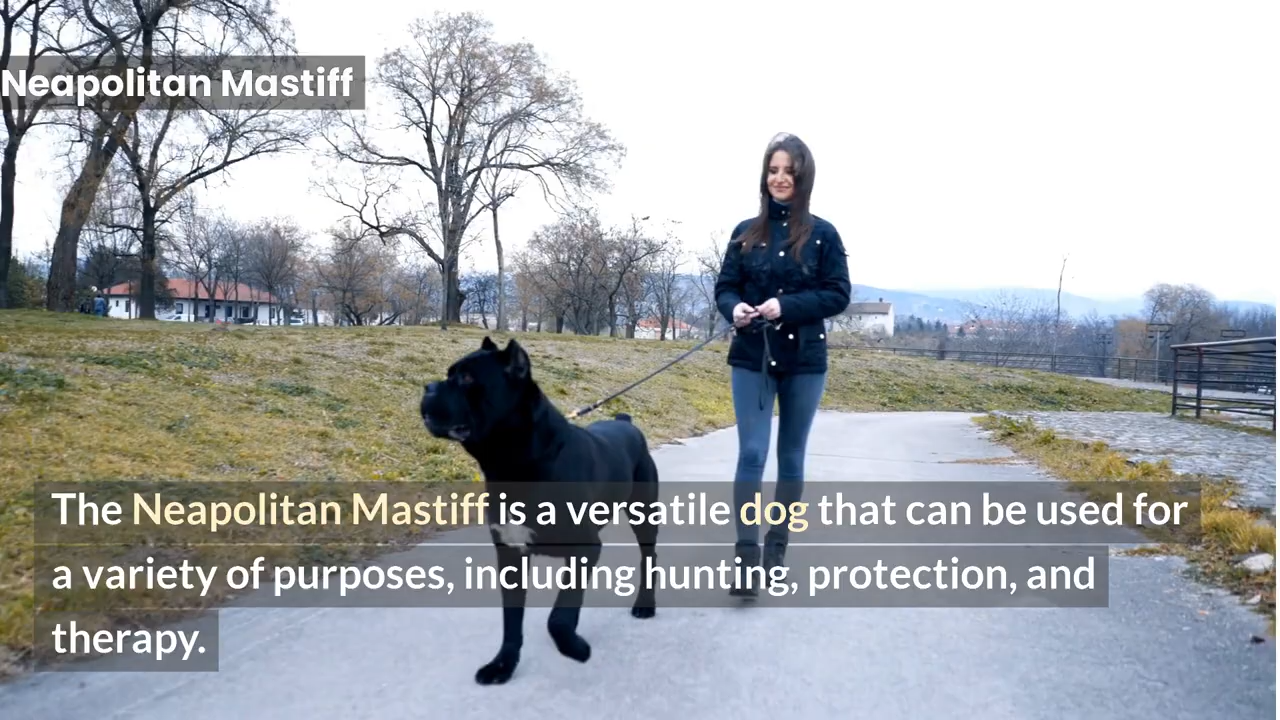 Neapolitan Mastiff
The Neapolitan Mastiff is a versatile dog that can be used for
a variety of purposes, including hunting, protection, and
therapy.